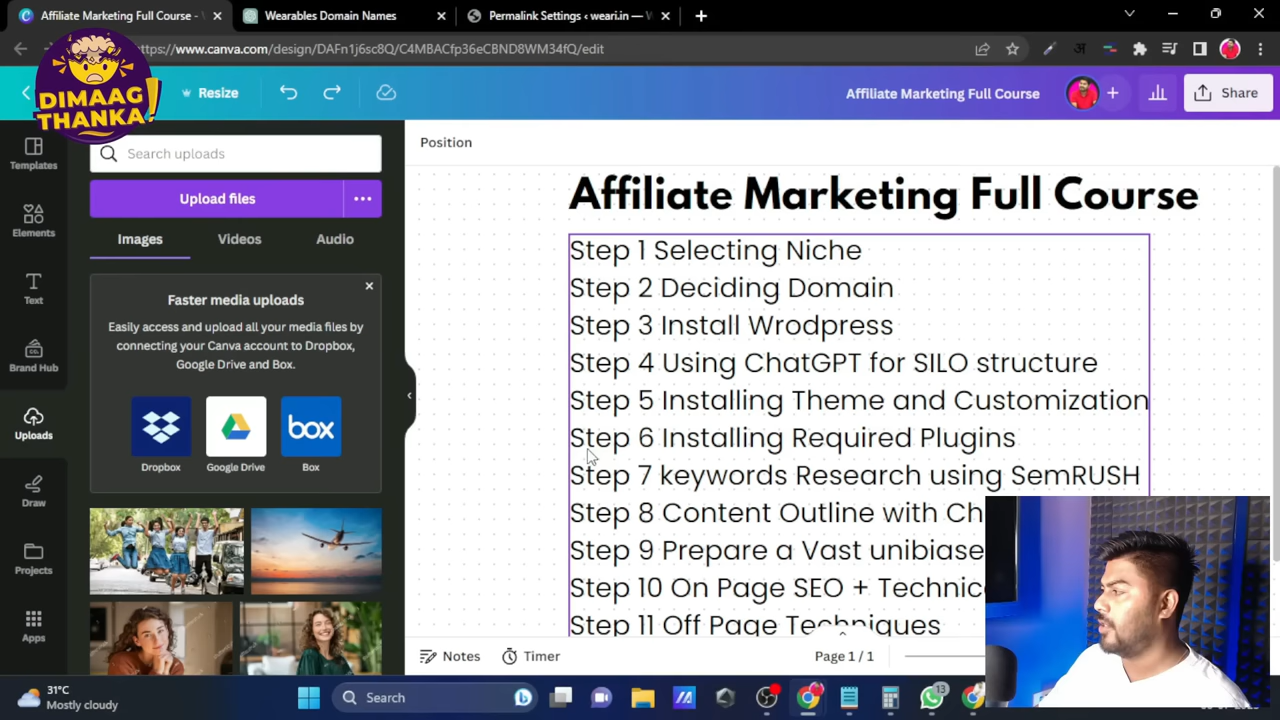 Affiliate Marketing Full Course -
Wearables Domain Names
Permalink Settings ‹ weari.in — W
https://www.canva.com/design/DAFn1j6sc8Q/C4MBACfp36eCBND8WM34fQ/edit
DIMAAG
THANKA!
Resize
Affiliate Marketing Full Course
Share
Templates
Elements
Text
Brand Hub
Uploads
Draw
Projects
Apps
Search uploads
Upload files
Images
Videos
Audio
Faster media uploads
Easily access and upload all your media files by
connecting your Canva account to Dropbox,
Google Drive and Box.
Dropbox
Google Drive
box
Box
Position
Affiliate Marketing Full Course
Step 1 Selecting Niche
Step 2 Deciding Domain
Step 3 Install Wrodpress
Step 4 Using ChatGPT for SILO structure
Step 5 Installing Theme and Customization
Step 6 Installing Required Plugins
Step 7 keywords Research using SemRUSH
Step 8 Content Outline with Ch
Step 9 Prepare a Vast unibiase
Step 10 On Page SEO + Technic
Step 11 Off Page Techniques
Notes
Timer
Page 1 / 1
31°C
Mostly cloudy
Search
13